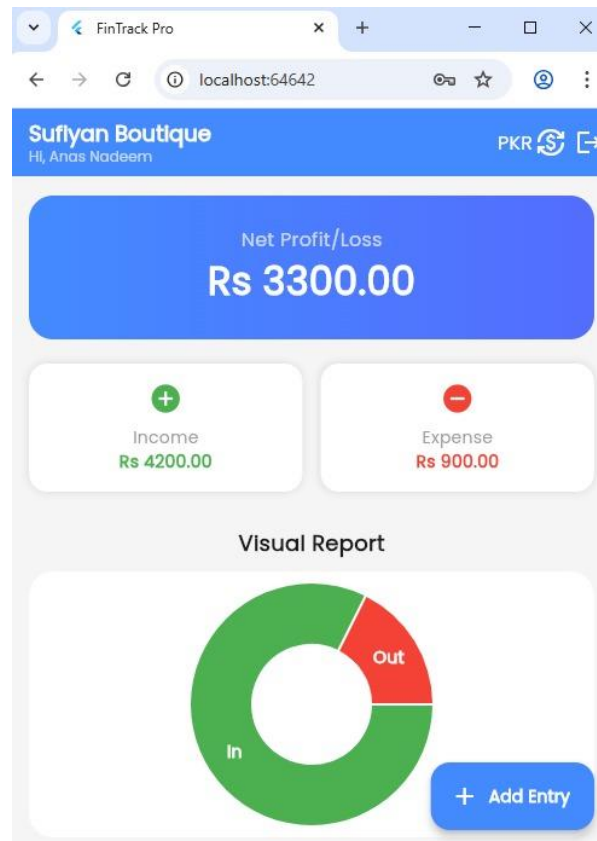 FinTrack Pro
localhost:64642
Sufiyan Boutique
Hi, Anas Nadeem
PKR
Net Profit/Loss
Rs 3300.00
Income
Rs 4200.00
Expense
Rs 900.00
Visual Report
Out
In
+ Add Entry